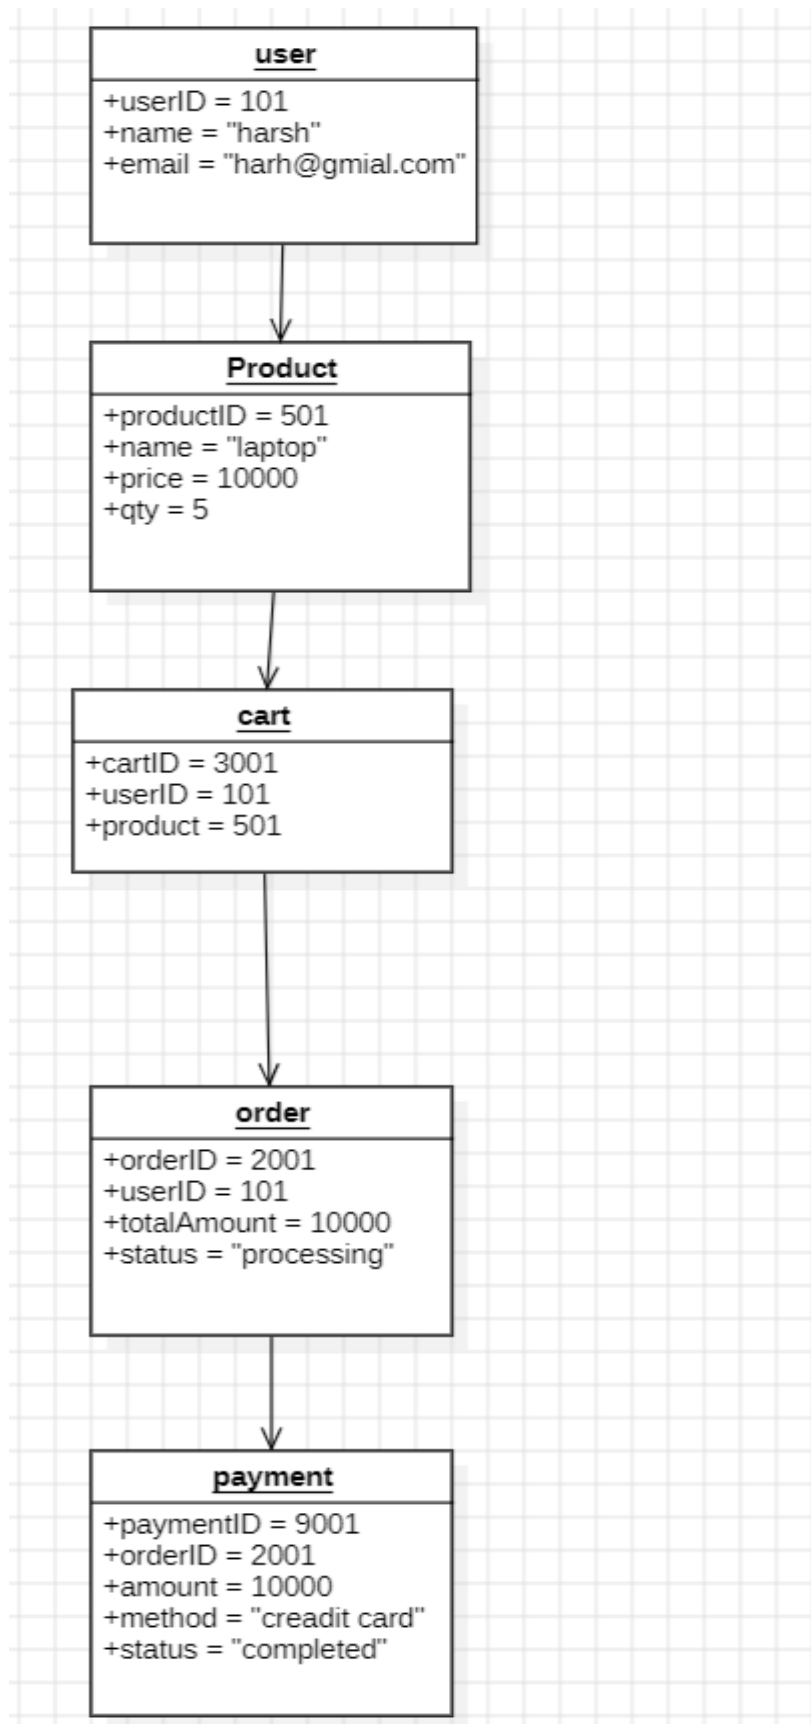 user
+userID = 101
+name = "harsh"
+email = "harh@gmial.com"
Product
+productID = 501
+name = "laptop"
+price = 10000
+qty = 5
cart
+cartID = 3001
+userID = 101
+product = 501
order
+orderID = 2001
+userID = 101
+totalAmount = 10000
+status = "processing"
payment
+paymentID = 9001
+orderID = 2001
+amount = 10000
+method = "creadit card"
+status = "completed"